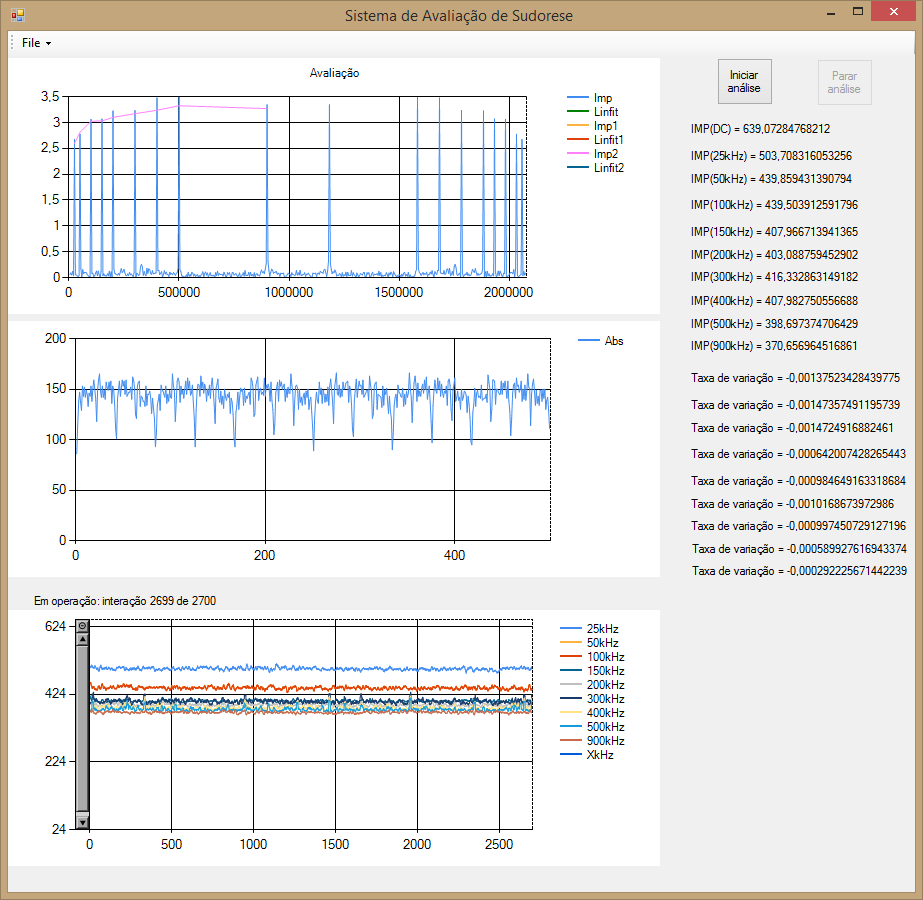 Sistema de Avaliação de Sudorese
File
Avaliação
3,5
3
2,5
2
1,5
1
0,5
0
0
500000
1000000
1500000
2000000
Imp
Linfit
Imp1
Linfit1
Imp2
Linfit2
200
150
100
50
0
0
200
400
Abs
Em operação: interação 2699 de 2700
624
424
224
24
0
500
1000
1500
2000
2500
25kHz
50kHz
100kHz
150kHz
200kHz
300kHz
400kHz
500kHz
900kHz
XkHz
Iniciar
análise
Parar
análise
IMP(DC) = 639,07284768212
IMP(25kHz) = 503,708316053256
IMP(50kHz) = 439,859431390794
IMP(100kHz) = 439,503912591796
IMP(150kHz) = 407,966713941365
IMP(200kHz) = 403,088759452902
IMP(300kHz) = 416,332863149182
IMP(400kHz) = 407,982750556688
IMP(500kHz) = 398,697374706429
IMP(900kHz) = 370,656964516861
Taxa de variação = -0,00137523428439775
Taxa de variação = -0,00147357491195739
Taxa de variação = -0,0014724916882461
Taxa de variação = -0,000642007428265443
Taxa de variação = -0,000984649163318684
Taxa de variação = -0,0010168673972986
Taxa de variação = -0,000997450729127196
Taxa de variação = -0,000589927616943374
Taxa de variação = -0,000292225671442239